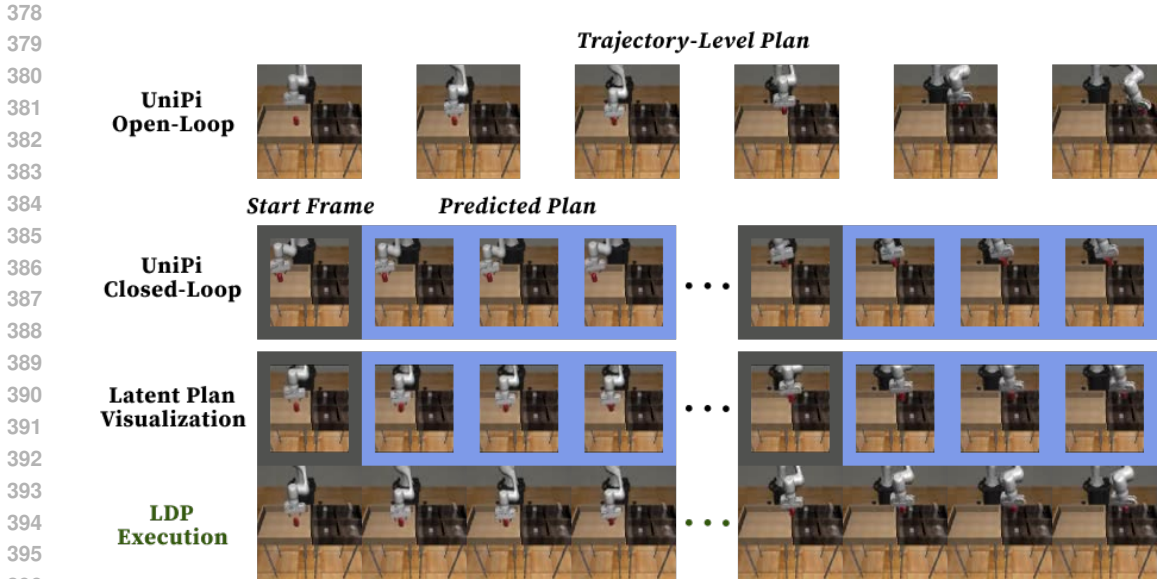 378
379
Trajectory-Level Plan
380
UniPi
381
Open-Loop
382
383
384
Start Frame Predicted Plan
385
386
UniPi
Closed-Loop
387
388
389
390
Latent Plan
Visualization
391
392
393
LDP
394
Execution
395